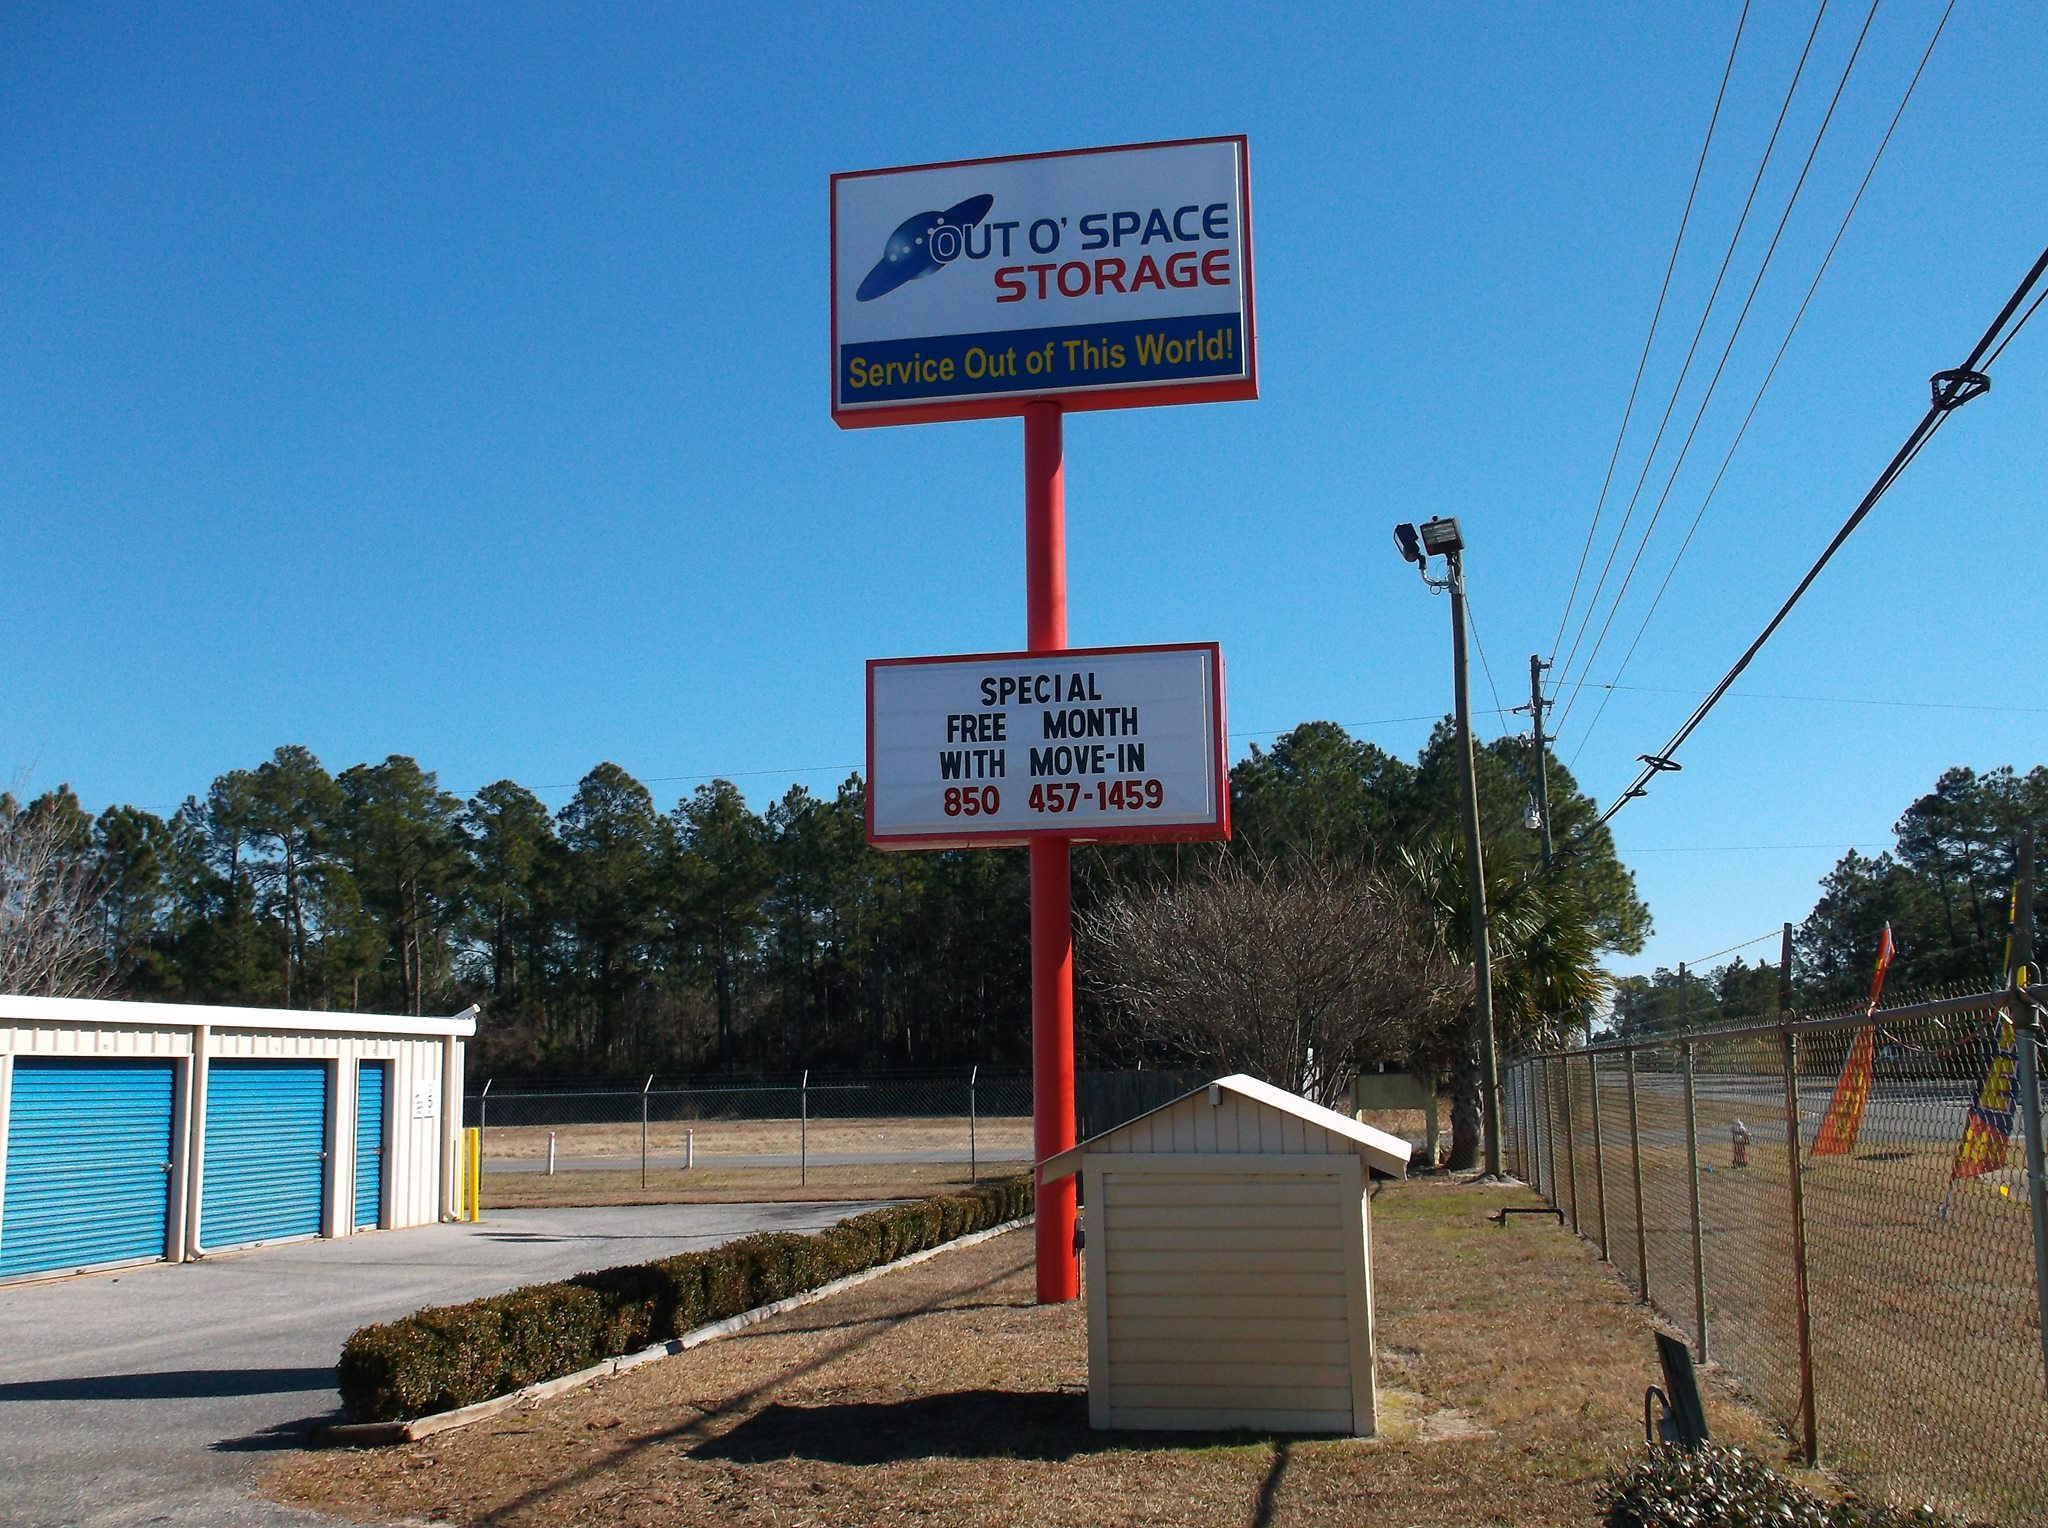 OUT O' SPACE
STORAGE
Service Out of This World!
SPECIAL
FREE MONTH
WITH MOVE-IN
850 457-1459